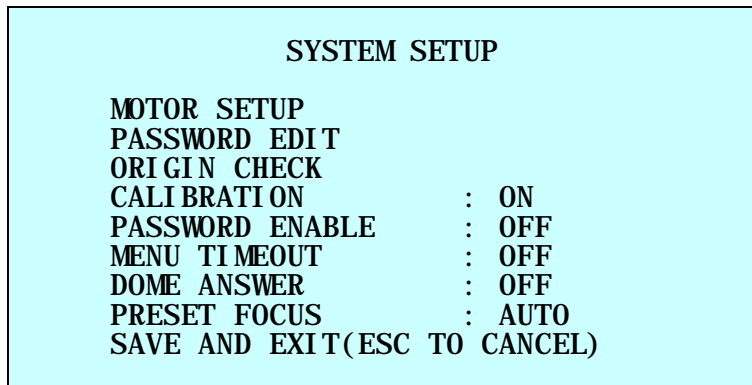 SYSTEM SETUP
MOTOR SETUP
PASSWORD EDIT
ORIGIN CHECK
CALIBRATION : ON
PASSWORD ENABLE : OFF
MENU TIMEOUT : OFF
DOME ANSWER : OFF
PRESET FOCUS : AUTO
SAVE AND EXIT(ESC TO CANCEL)